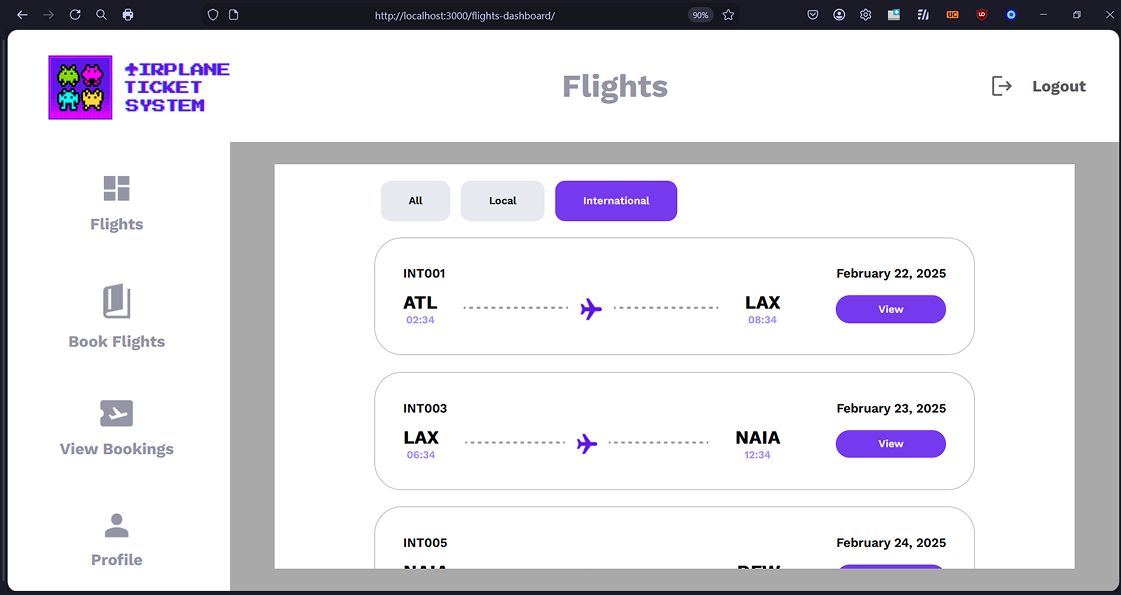 http://localhost:3000/flights-dashboard/
90%
UC
AIRPLANE
TICKET
SYSTEM
Flights
Logout
Flights
Book Flights
View Bookings
Profile
All Local International
INT001 February 22, 2025
ATL LAX View
02:34 08:34
INT003 February 23, 2025
LAX NAIA View
06:34 12:34
INT005 February 24, 2025
NAIA DFW